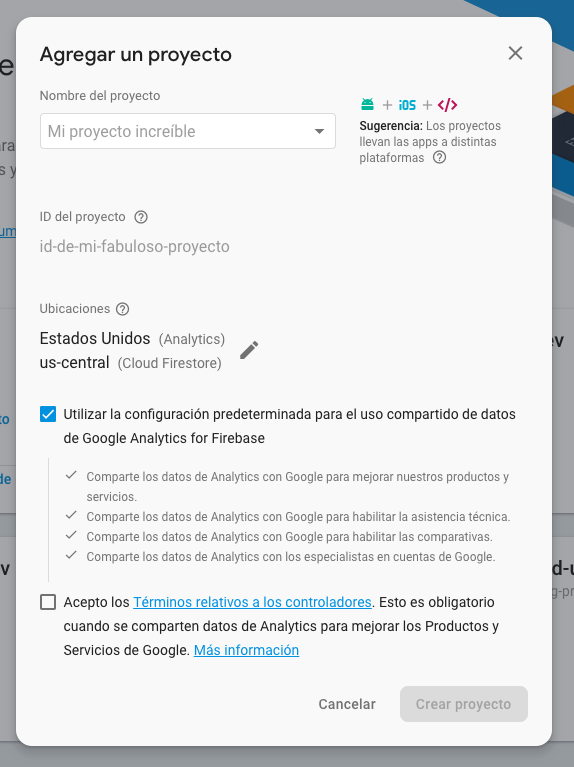 Agregar un proyecto
Nombre del proyecto
Mi proyecto increíble
+ iOS + </>
Sugerencia: Los proyectos
llevan las apps a distintas
plataformas
ID del proyecto
id-de-mi-fabuloso-proyecto
Ubicaciones
Estados Unidos (Analytics)
us-central (Cloud Firestore)
Utilizar la configuración predeterminada para el uso compartido de datos
de Google Analytics for Firebase
Comparte los datos de Analytics con Google para mejorar nuestros productos y
servicios.
Comparte los datos de Analytics con Google para habilitar la asistencia técnica.
Comparte los datos de Analytics con Google para habilitar las comparativas.
Comparte los datos de Analytics con los especialistas en cuentas de Google.
Acepto los Términos relativos a los controladores. Esto es obligatorio
cuando se comparten datos de Analytics para mejorar los Productos y
Servicios de Google. Más información
Cancelar
Crear proyecto